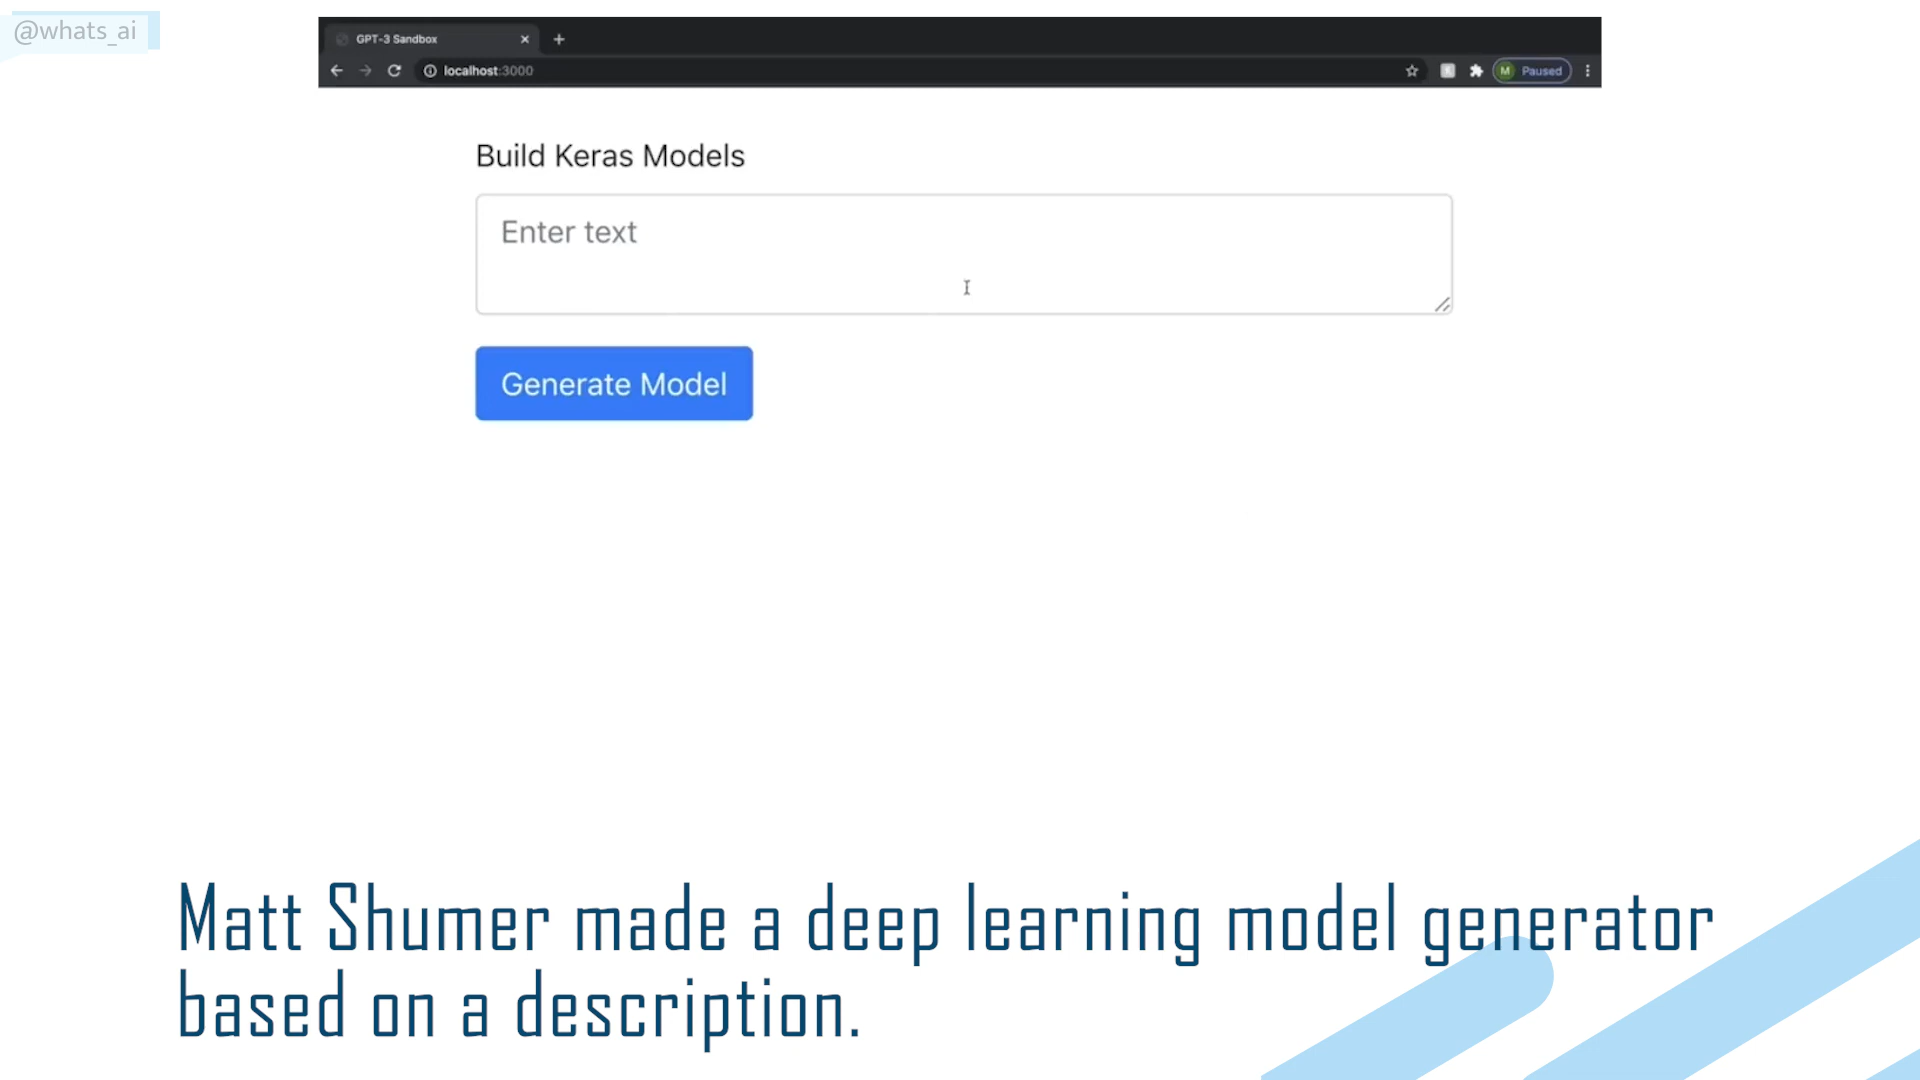 @whats_ai
GPT-3 Sandbox
localhost:3000
M Paused
Build Keras Models
Enter text
Generate Model
Matt Shumer made a deep learning model generator
based on a description.